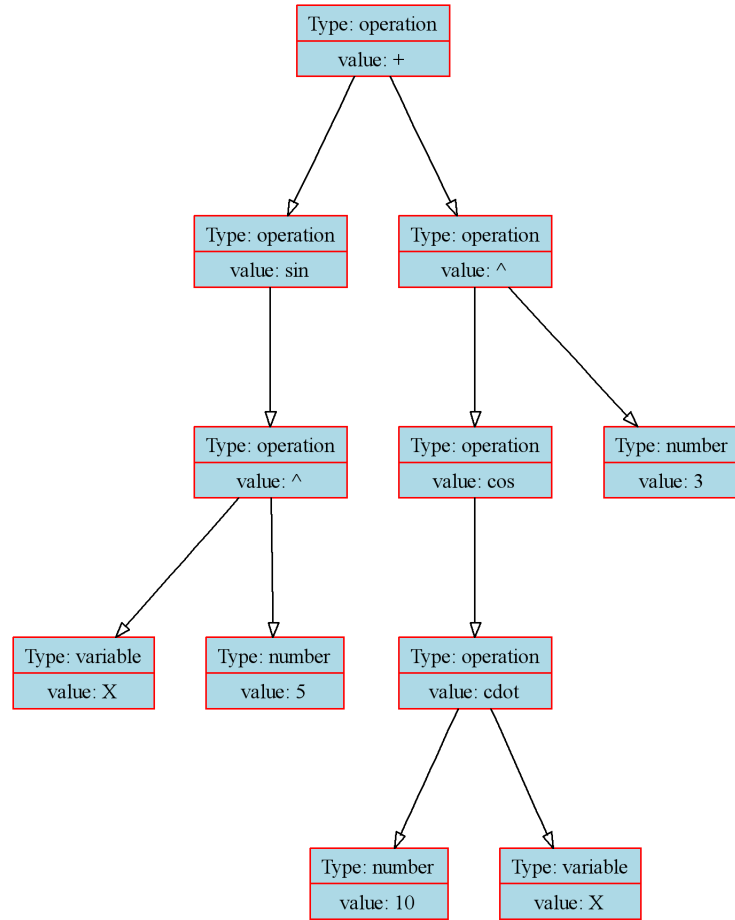 Type: operation
value: +
Type: operation
value: sin
Type: operation
value: ^
Type: operation
value: ^
Type: operation
value: cos
Type: number
value: 3
Type: variable
value: X
Type: number
value: 5
Type: operation
value: cdot
Type: number
value: 10
Type: variable
value: X